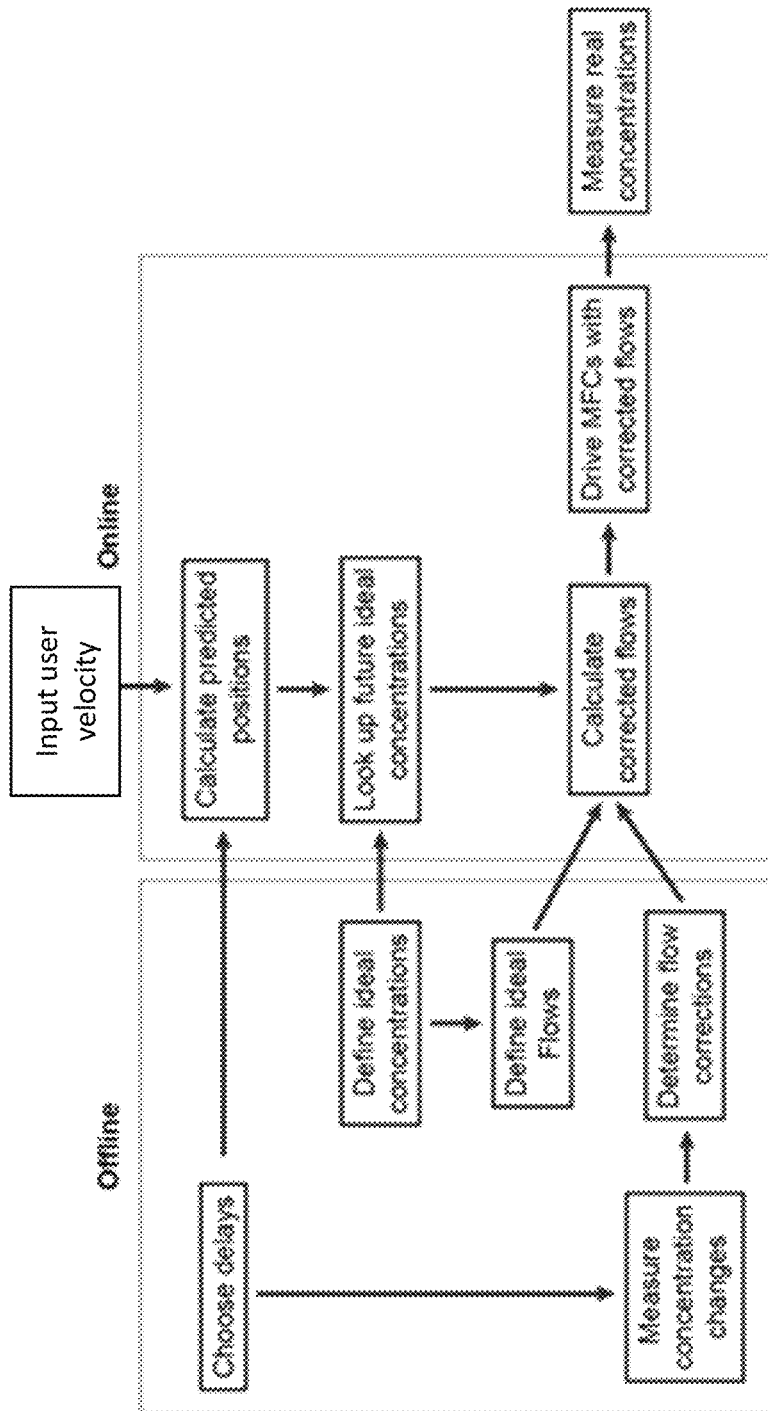 Offline
Online
Input user
velocity
Choose delays
Calculate predicted
positions
Define ideal
concentrations
Look up future ideal
concentrations
Define ideal
Flows
Measure
concentration
changes
Determine flow
corrections
Calculate
corrected flows
Drive MFCs with
corrected flows
Measure real
concentrations